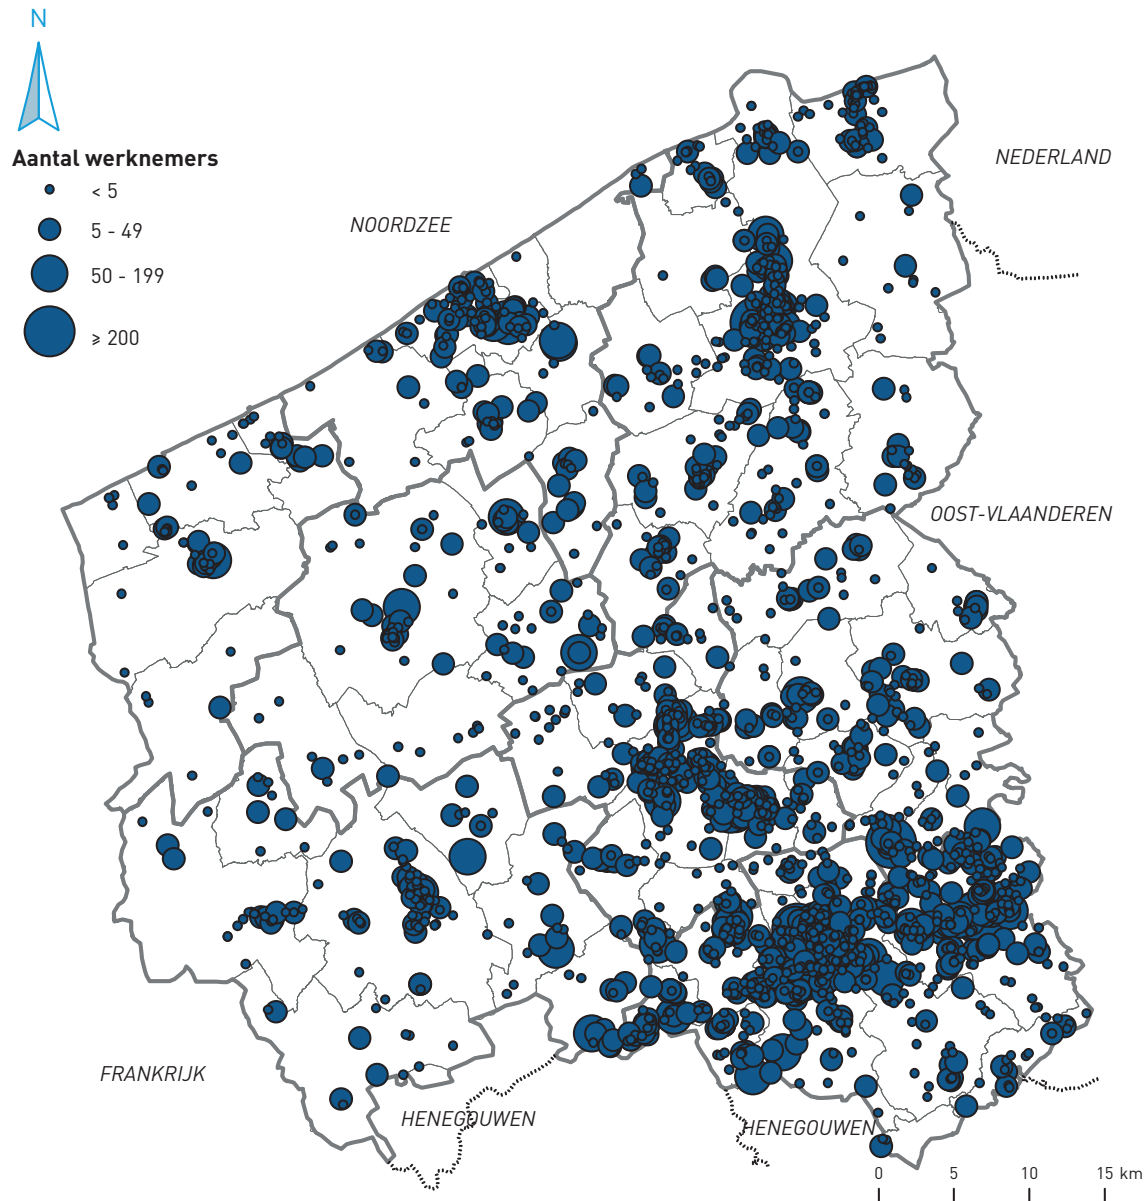 N
Aantal werknemers
< 5
5 - 49
50 - 199
⩾ 200
NOORDZEE
NEDERLAND
OOST-VLAANDEREN
FRANKRIJK
HENEGOUWEN
HENEGOUWEN
0 5 10 15 km